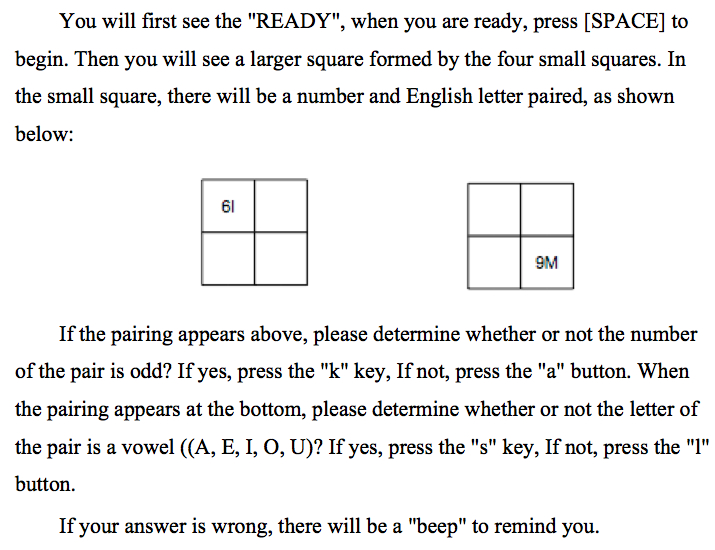 You will first see the "READY", when you are ready, press [SPACE] to
begin. Then you will see a larger square formed by the four small squares. In
the small square, there will be a number and English letter paired, as shown
below:
6I
9M
If the pairing appears above, please determine whether or not the number
of the pair is odd? If yes, press the "k" key, If not, press the "a" button. When
the pairing appears at the bottom, please determine whether or not the letter of
the pair is a vowel ((A, E, I, O, U)? If yes, press the "s" key, If not, press the "l"
button.
If your answer is wrong, there will be a "beep" to remind you.